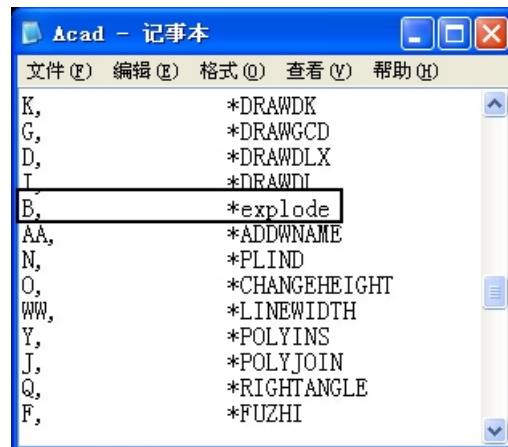 Acad - 记事本
文件(F) 编辑(E) 格式(O) 查看(V) 帮助(H)
K, *DRAWDK
G, *DRAWGCD
D, *DRAWDLX
I, *DRAWDL
B, *explode
AA, *ADDWNAME
N, *PLIND
O, *CHANGEHEIGHT
WW, *LINEWIDTH
Y, *POLYINS
J, *POLYJOIN
Q, *RIGHTANGLE
F, *FUZHI